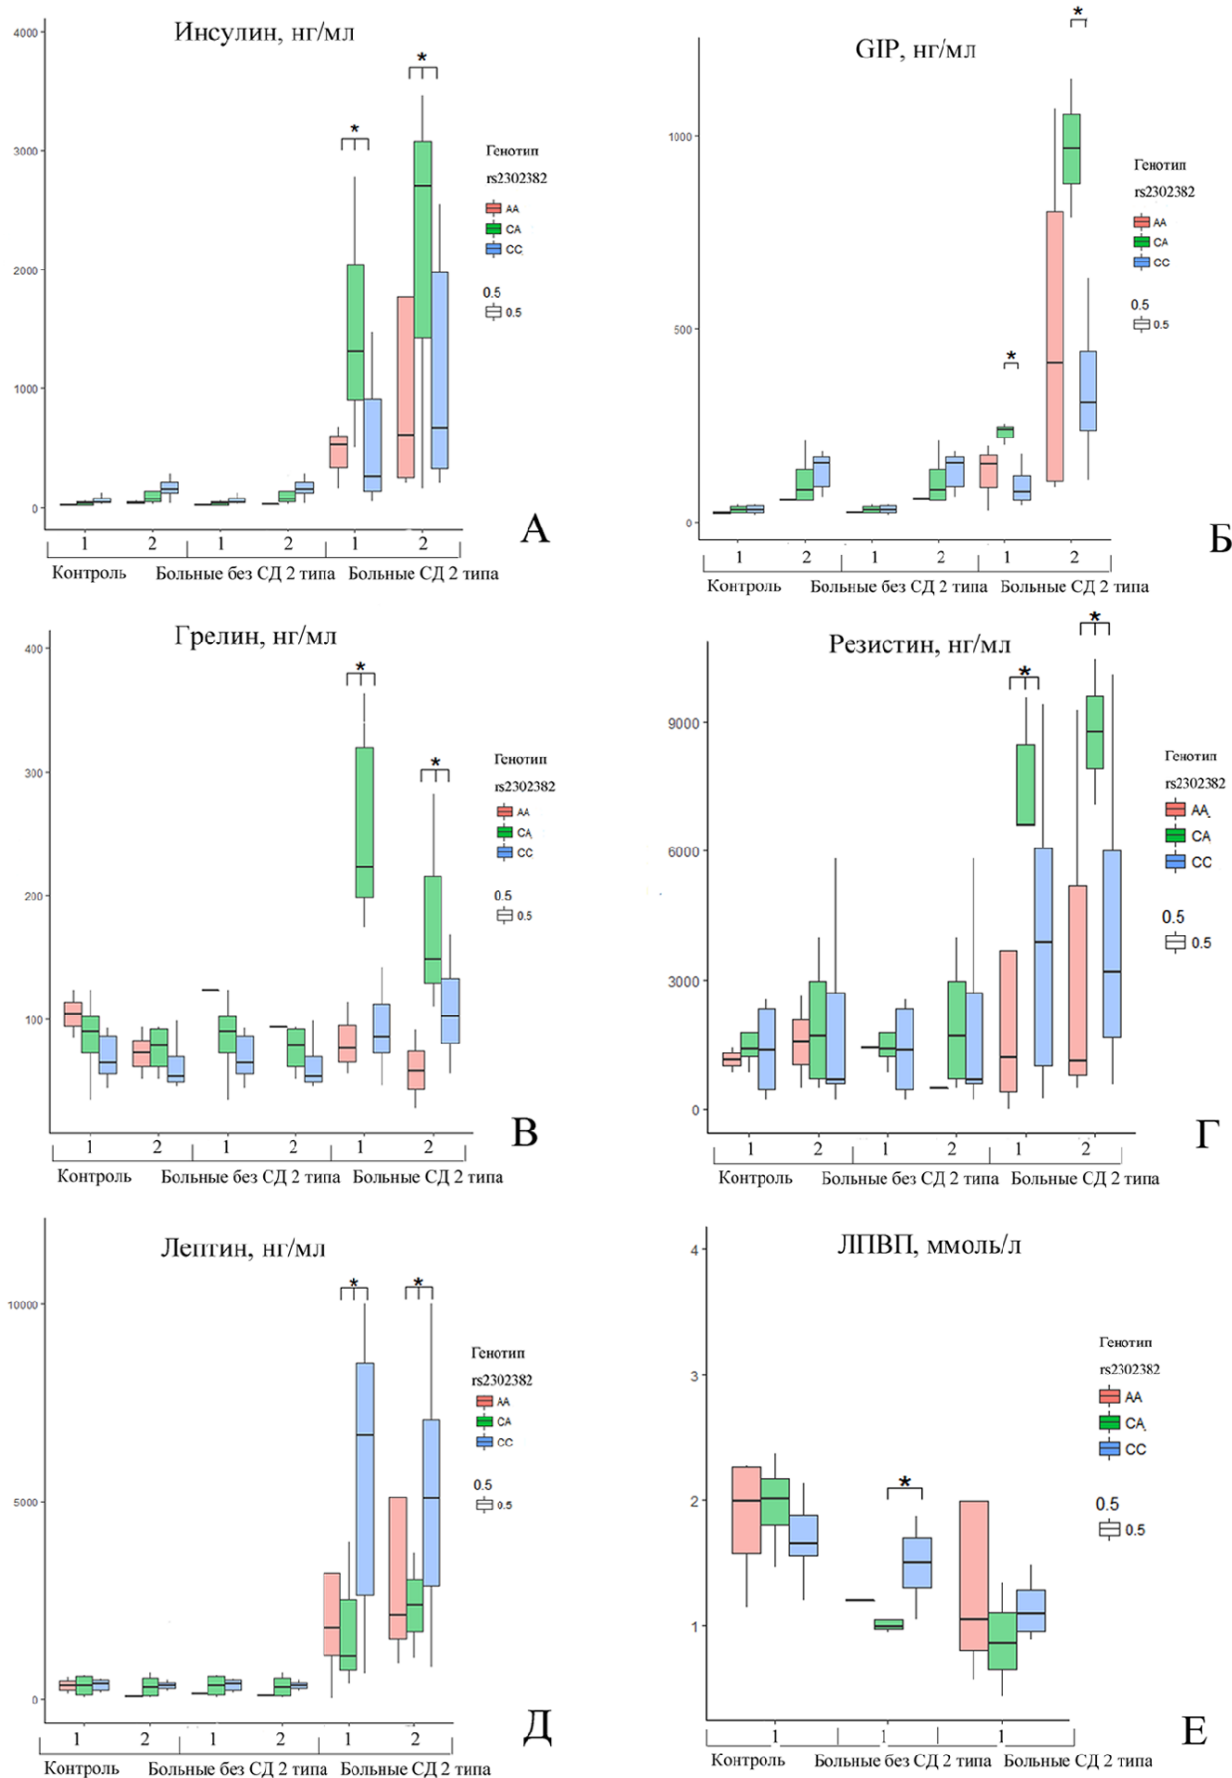 Инсулин, нг/мл
4000
3000
2000
1000
0
*
*
Генотип
rs2302382
AA
CA
CC
0.5
0.5
1 2 1 2 1 2
Контроль Больные без СД 2 типа Больные СД 2 типа
А
GIP, нг/мл
1000
500
0
*
*
Генотип
rs2302382
AA
CA
CC
0.5
0.5
1 2 1 2 1 2
Контроль Больные без СД 2 типа Больные СД 2 типа
Б
Грелин, нг/мл
400
300
200
100
*
*
Генотип
rs2302382
AA
CA
CC
0.5
0.5
1 2 1 2 1 2
Контроль Больные без СД 2 типа Больные СД 2 типа
В
Резистин, нг/мл
9000
6000
3000
0
*
*
Генотип
rs2302382
AA
CA
CC
0.5
0.5
1 2 1 2 1 2
Контроль Больные без СД 2 типа Больные СД 2 типа
Г
Лептин, нг/мл
10000
5000
0
*
*
Генотип
rs2302382
AA
CA
CC
0.5
0.5
1 2 1 2 1 2
Контроль Больные без СД 2 типа Больные СД 2 типа
Д
ЛПВП, ммоль/л
4
3
2
1
*
Генотип
rs2302382
AA
CA
CC
0.5
0.5
1 1 1
Контроль Больные без СД 2 типа Больные СД 2 типа
Е